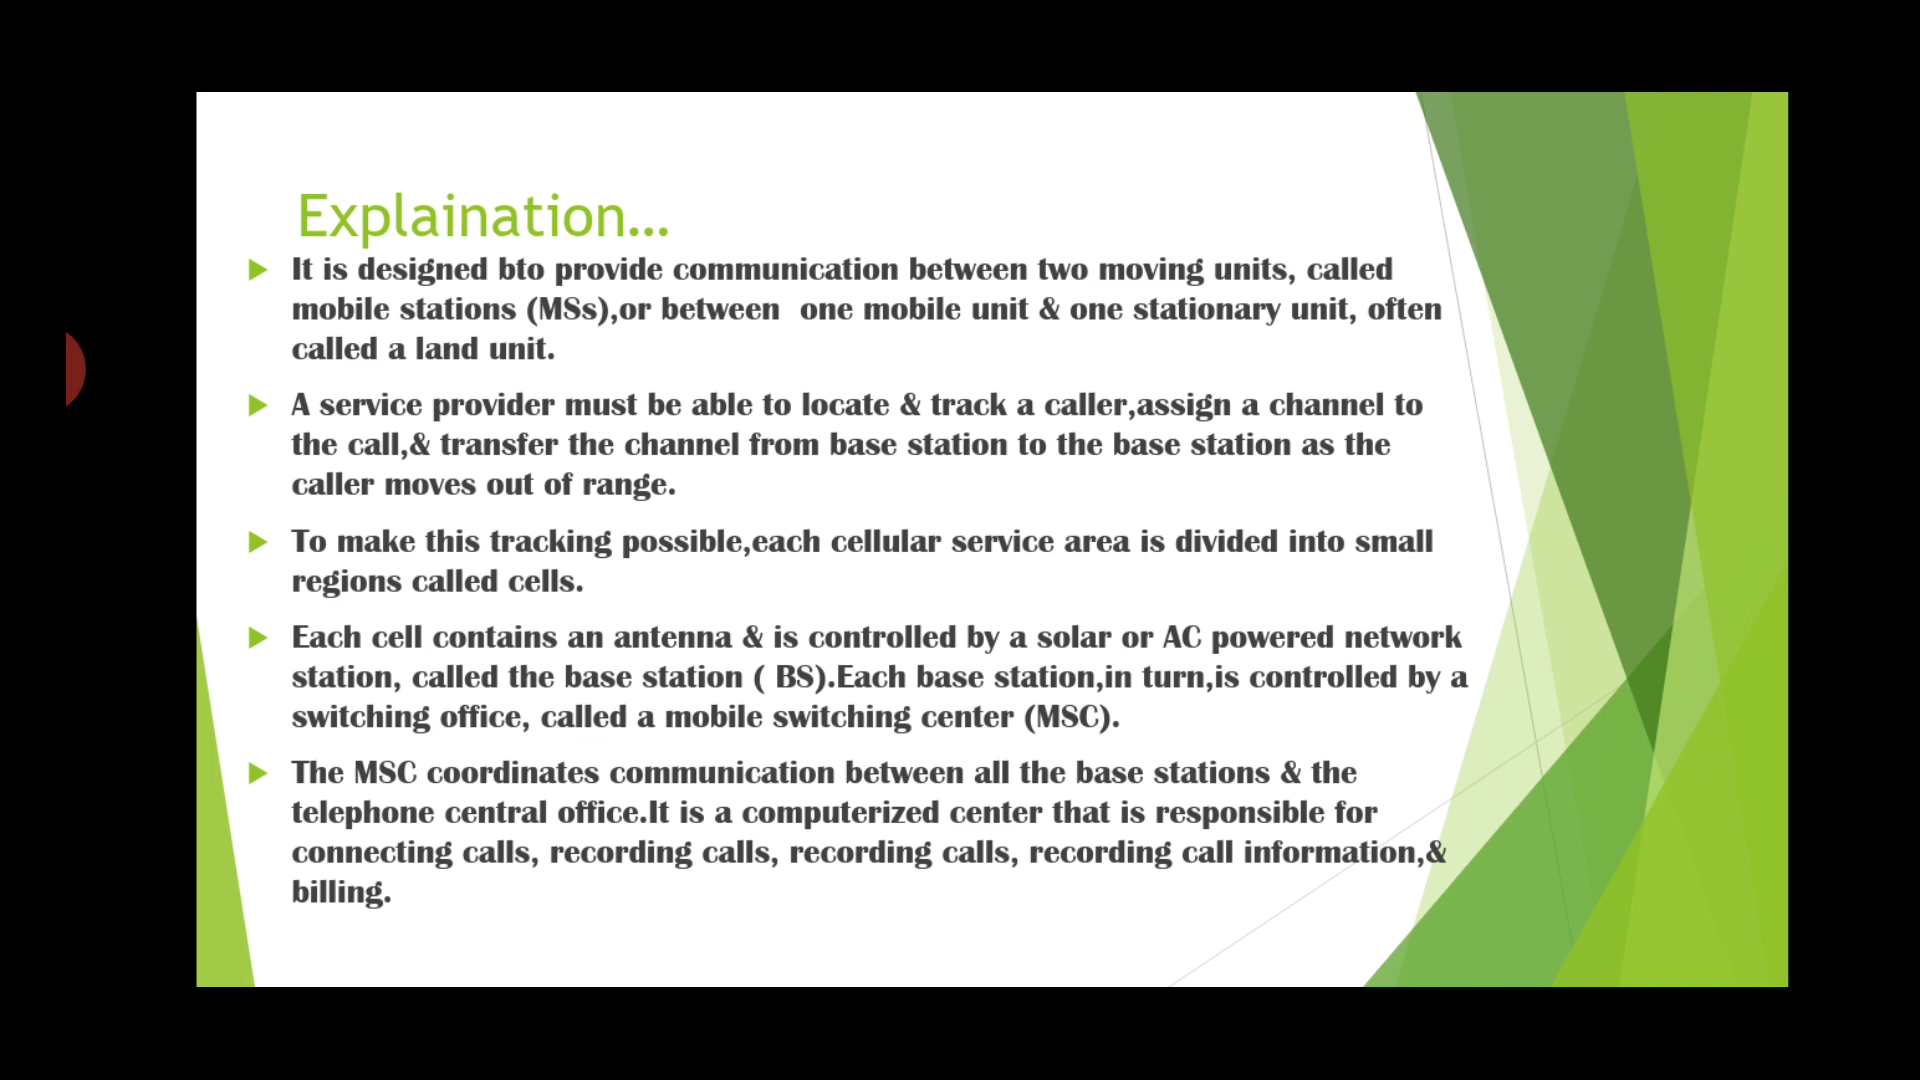 Explaination...
It is designed bto provide communication between two moving units, called
mobile stations (MSs),or between one mobile unit & one stationary unit, often
called a land unit.
A service provider must be able to locate & track a caller,assign a channel to
the call,& transfer the channel from base station to the base station as the
caller moves out of range.
To make this tracking possible,each cellular service area is divided into small
regions called cells.
Each cell contains an antenna & is controlled by a solar or AC powered network
station, called the base station ( BS).Each base station,in turn,is controlled by a
switching office, called a mobile switching center (MSC).
The MSC coordinates communication between all the base stations & the
telephone central office.It is a computerized center that is responsible for
connecting calls, recording calls, recording calls, recording call information,&
billing.